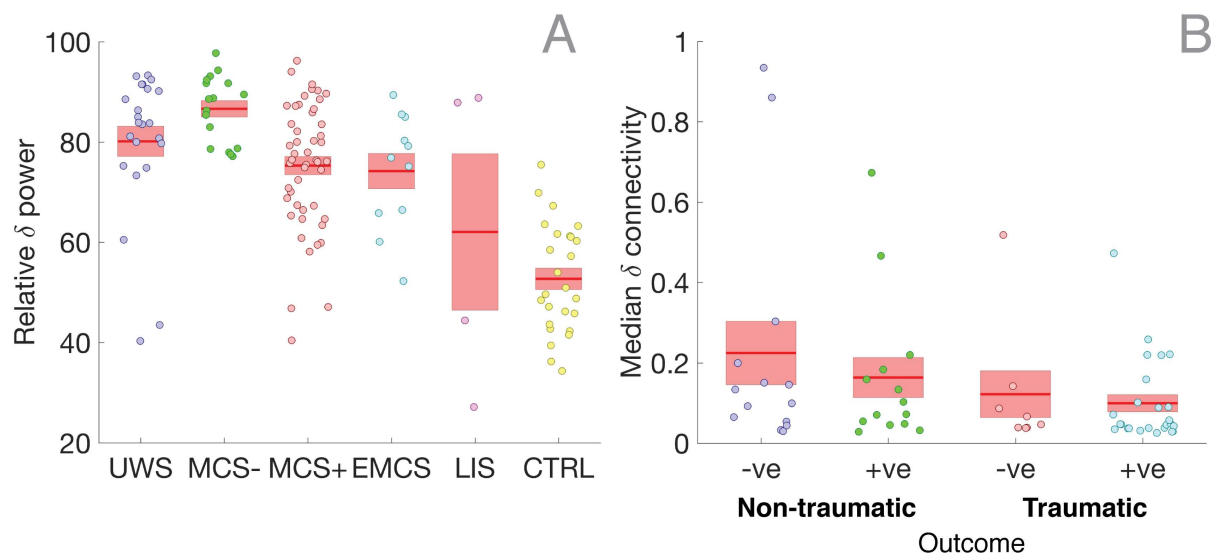 A
Relative δ power
100
80
60
40
20
UWS MCS- MCS+ EMCS LIS CTRL
B
Median δ connectivity
1
0.8
0.6
0.4
0.2
0
-ve +ve -ve +ve
Non-traumatic Traumatic
Outcome